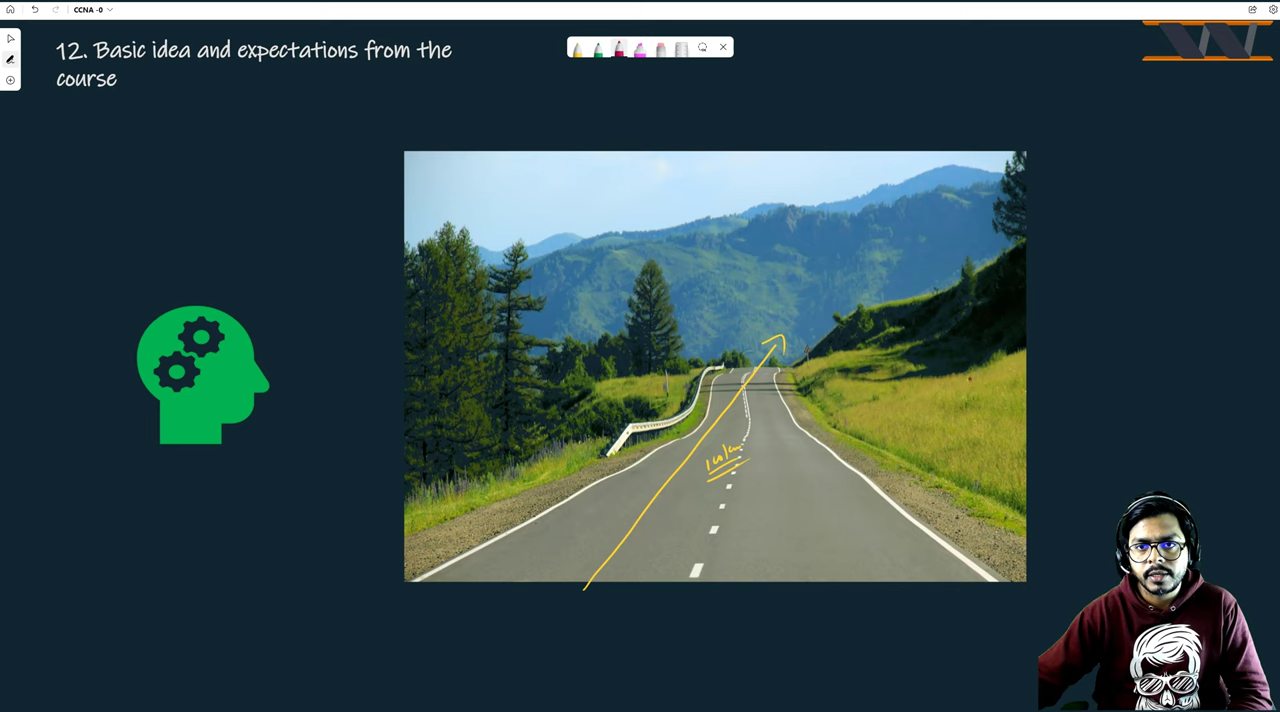 CCNA -0
12. Basic idea and expectations from the
course